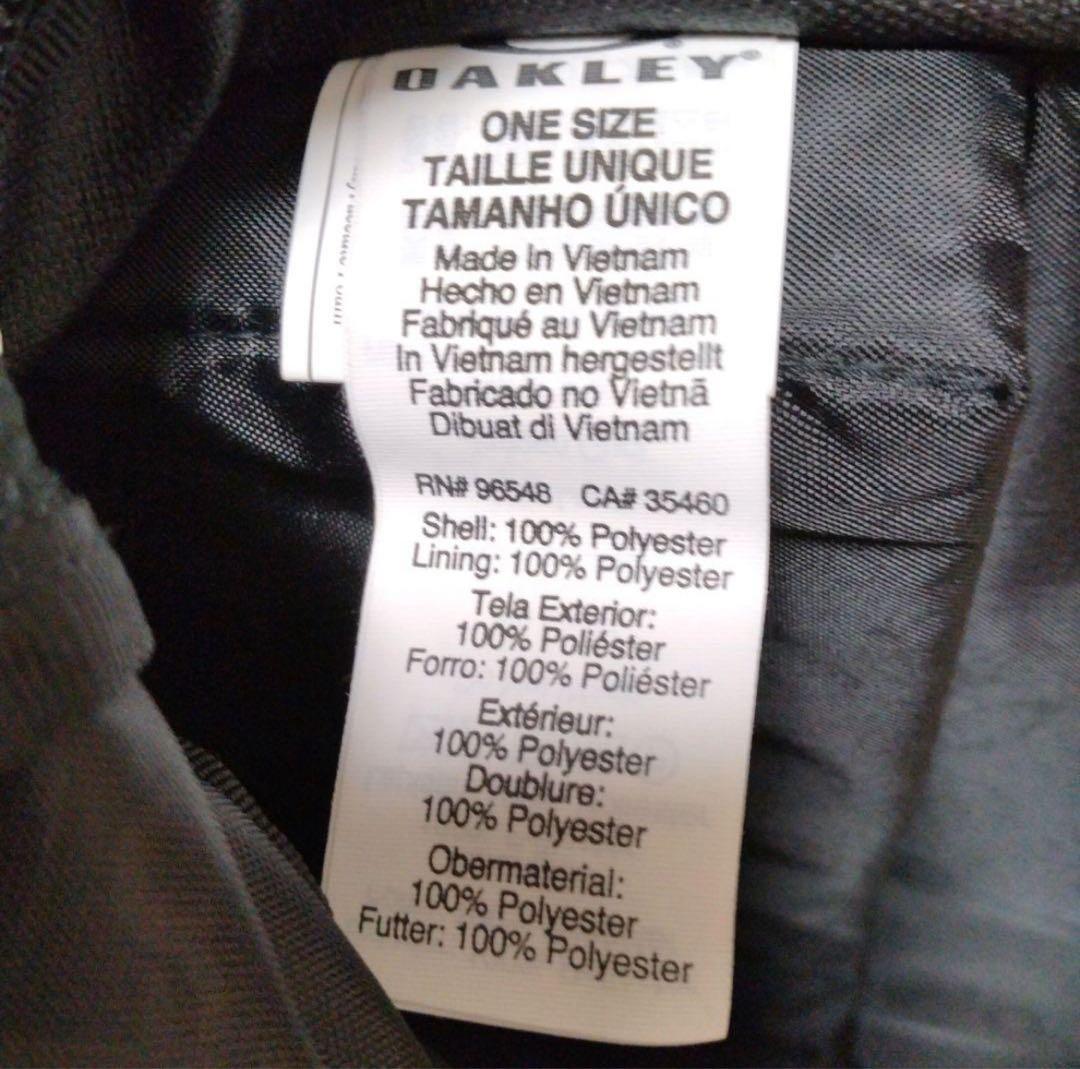 OAKLEY®
ONE SIZE
TAILLE UNIQUE
TAMANHO ÚNICO
Made In Vietnam
Hecho en Vietnam
Fabriqué au Vietnam
In Vietnam hergestellt
Fabricado no Vietnã
Dibuat di Vietnam
RN# 96548 CA# 35460
Shell: 100% Polyester
Lining: 100% Polyester
Tela Exterior:
100% Poliéster
Forro: 100% Poliéster
Extérieur:
100% Polyester
Doublure:
100% Polyester
Obermaterial:
100% Polyester
Futter: 100% Polyester